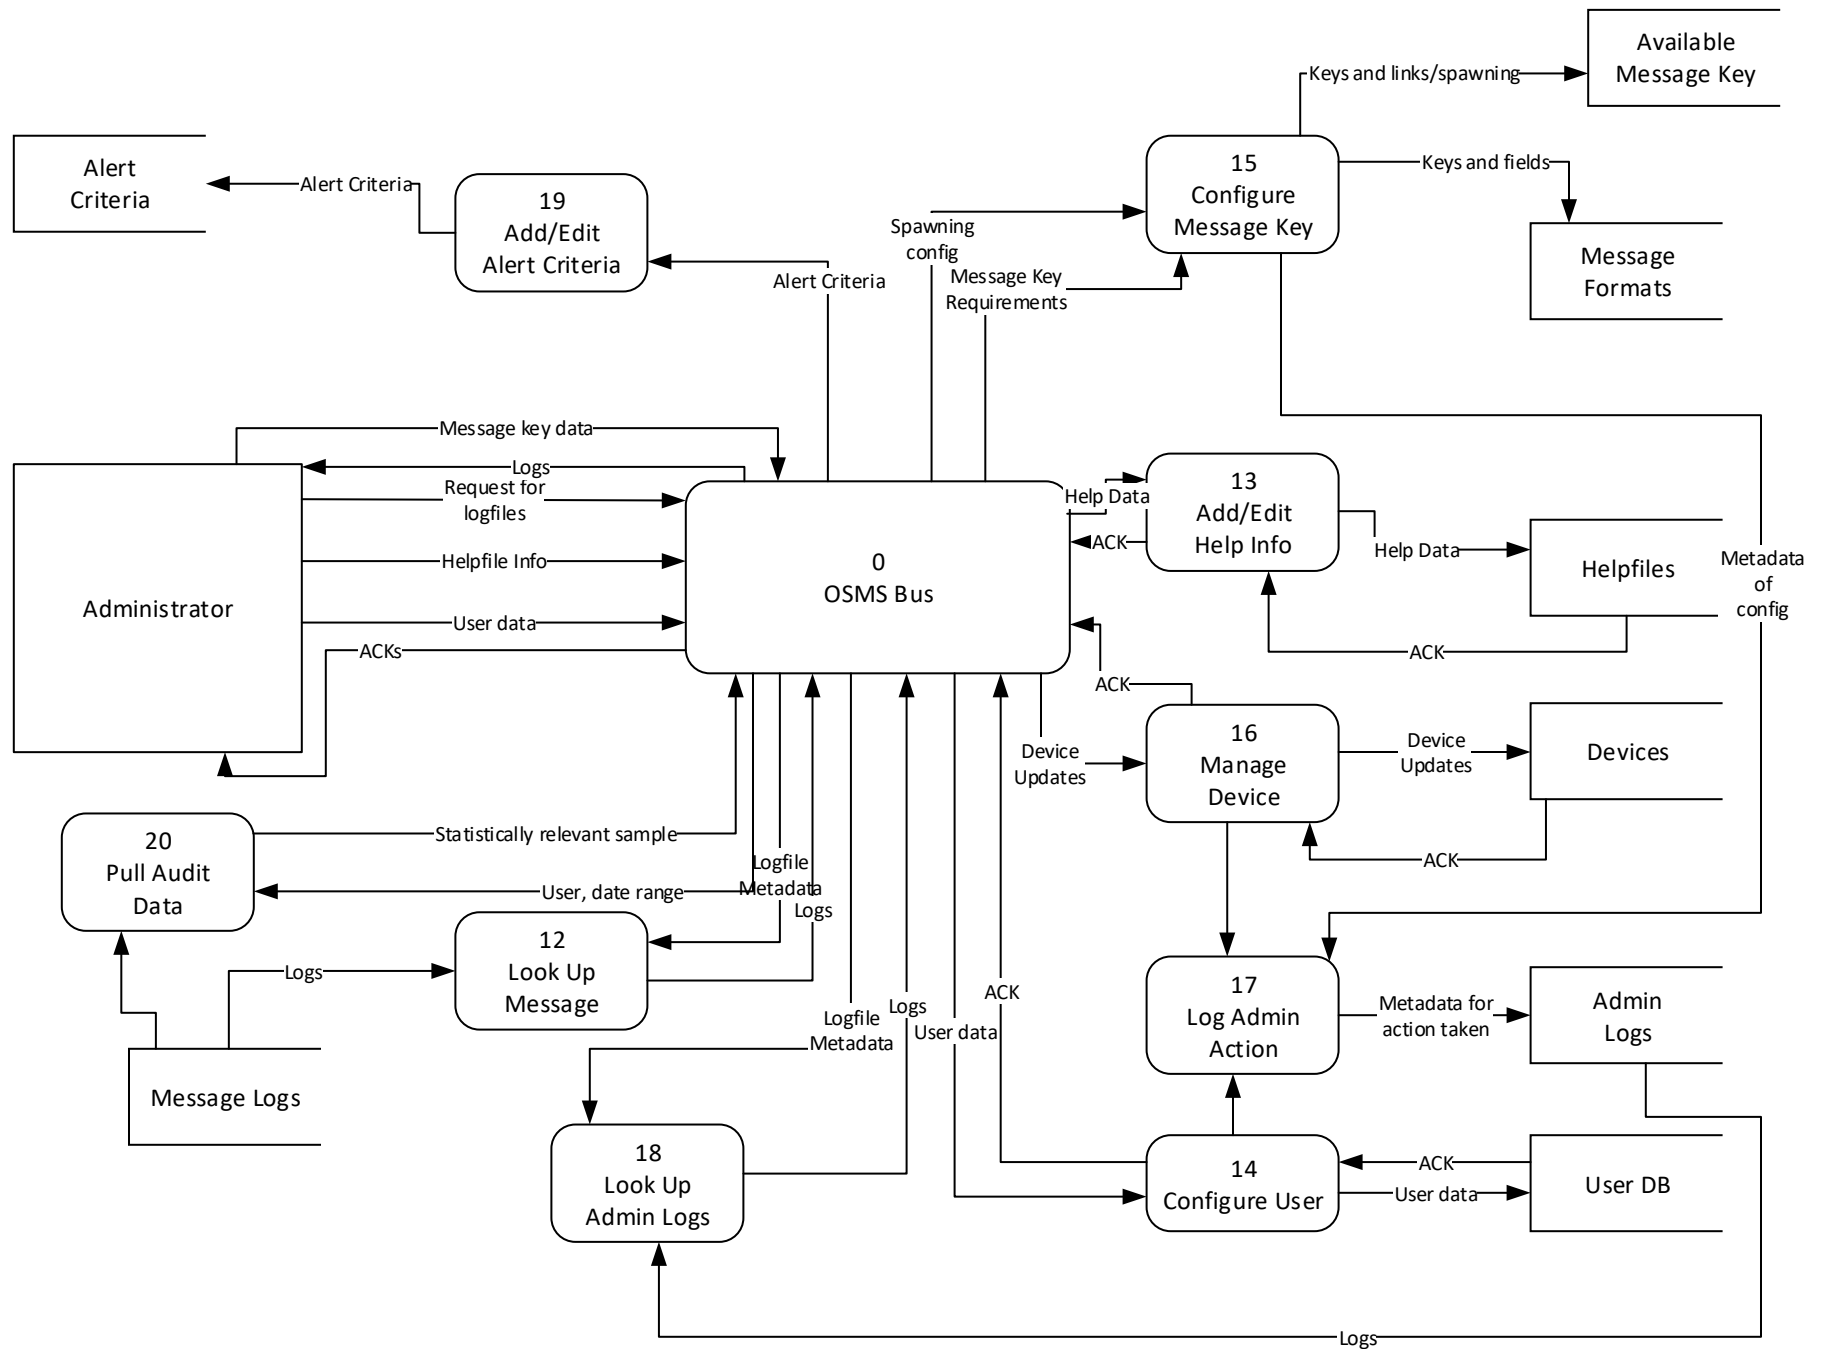 Available
Message Key
Keys and links/spawning
Alert
Criteria
Alert Criteria
19
Add/Edit
Alert Criteria
15
Configure
Message Key
Keys and fields
Spawning
config
Message Key
Requirements
Message
Formats
Alert Criteria
Message key data
Logs
Request for
logfiles
Helpfile Info
User data
ACKs
Administrator
0
OSMS Bus
Help Data
ACK
13
Add/Edit
Help Info
Help Data
Helpfiles
Metadata
of
config
ACK
ACK
Device
Updates
16
Manage
Device
Device
Updates
Devices
ACK
20
Pull Audit
Data
Statistically relevant sample
User, date range
Logfile
Metadata
Logs
12
Look Up
Message
Logs
Message Logs
Logfile
Metadata
Logs
User data
ACK
17
Log Admin
Action
Metadata for
action taken
Admin
Logs
18
Look Up
Admin Logs
14
Configure User
ACK
User data
User DB
Logs